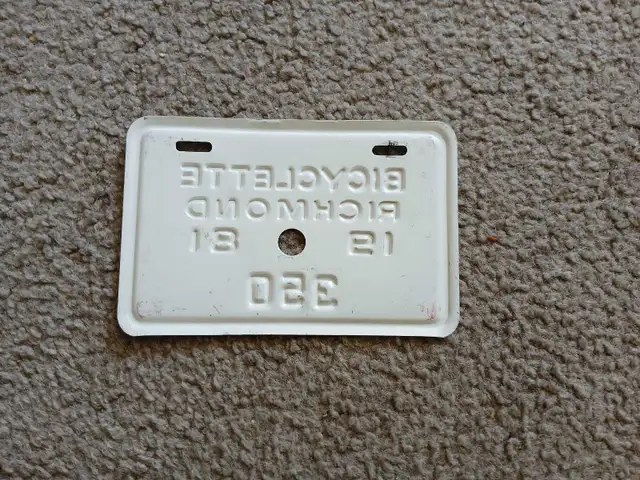 BICYCLETTE
RICHMOND
19 81
350